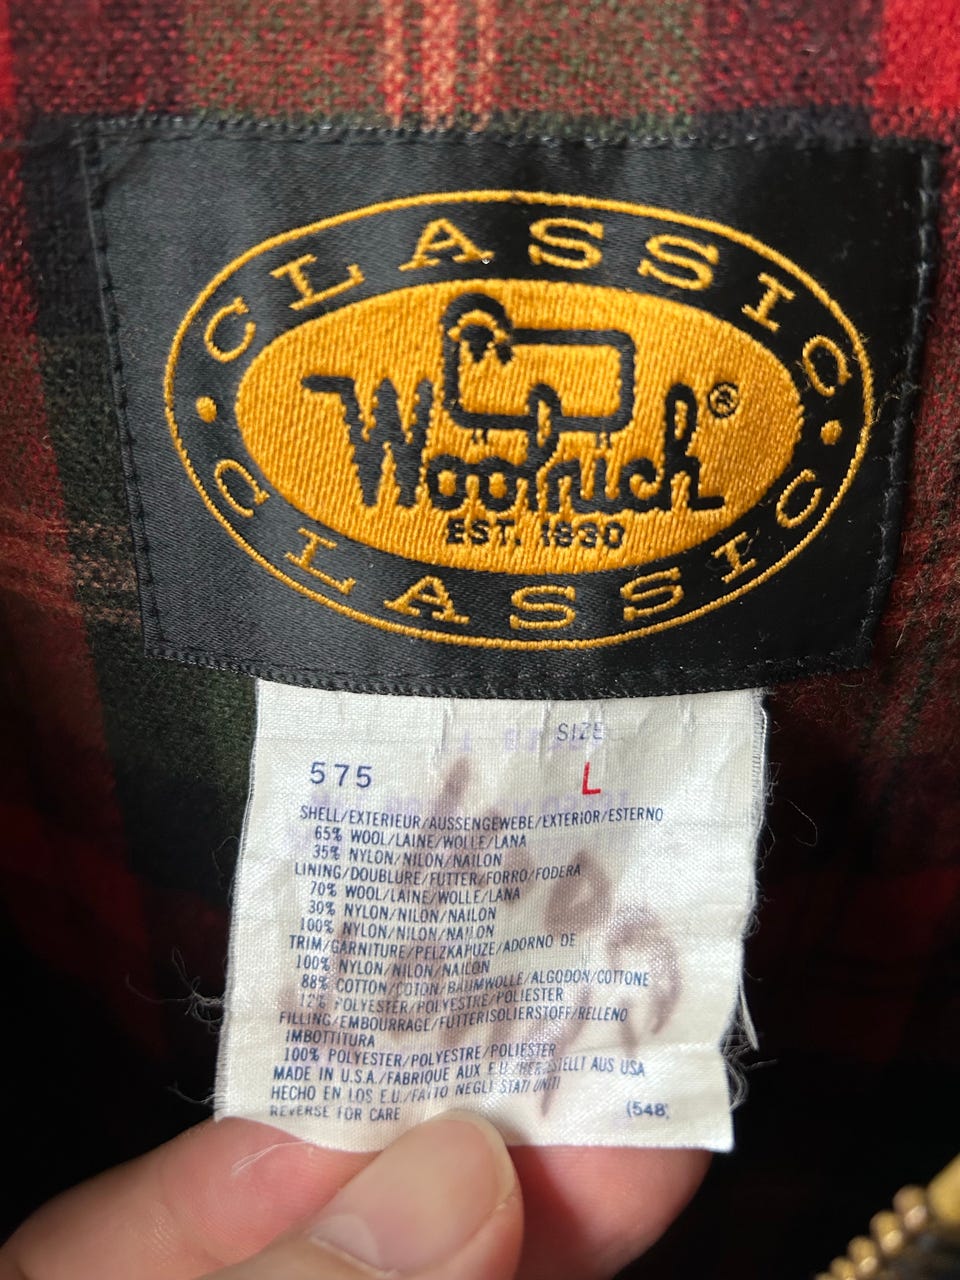 CLASSIC
Woolrich®
EST. 1830
CLASSIC
SIZE
575 L
SHELL/EXTERIEUR/AUSSENGEWEBE/EXTERIOR/ESTERNO
65% WOOL/LAINE/WOLLE/LANA
35% NYLON/NILON/NAILON
LINING/DOUBLURE/FUTTER/FORRO/FODERA
70% WOOL/LAINE/WOLLE/LANA
30% NYLON/NILON/NAILON
100% NYLON/NILON/NAILON
TRIM/GARNITURE/PELZKAPUZE/ADORNO DE
100% NYLON/NILON/NAILON
88% COTTON/COTON/BAUMWOLLE/ALGODON/COTTONE
12% POLYESTER/POLYESTRE/POLIESTER
FILLING/EMBOURRAGE/FUTTERISOLIERSTOFF/RELLENO
IMBOTTITURA
100% POLYESTER/POLYESTRE/POLIESTER
MADE IN U.S.A./FABRIQUE AUX E.U./HERGESTELLT AUS USA
HECHO EN LOS E.U./FATTO NEGLI STATI UNITI
REVERSE FOR CARE (548)